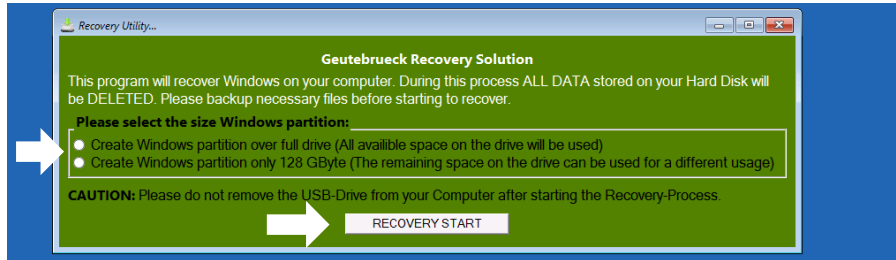 Recovery Utility...
Geutebrueck Recovery Solution
This program will recover Windows on your computer. During this process ALL DATA stored on your Hard Disk will
be DELETED. Please backup necessary files before starting to recover.
Please select the size Windows partition:
Create Windows partition over full drive (All availible space on the drive will be used)
Create Windows partition only 128 GByte (The remaining space on the drive can be used for a different usage)
CAUTION: Please do not remove the USB-Drive from your Computer after starting the Recovery-Process.
RECOVERY START